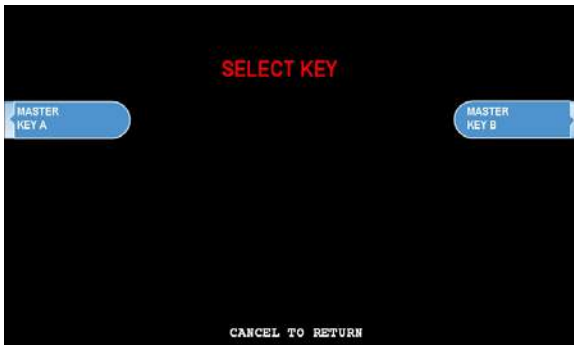 SELECT KEY
MASTER
KEY A
MASTER
KEY B
CANCEL TO RETURN